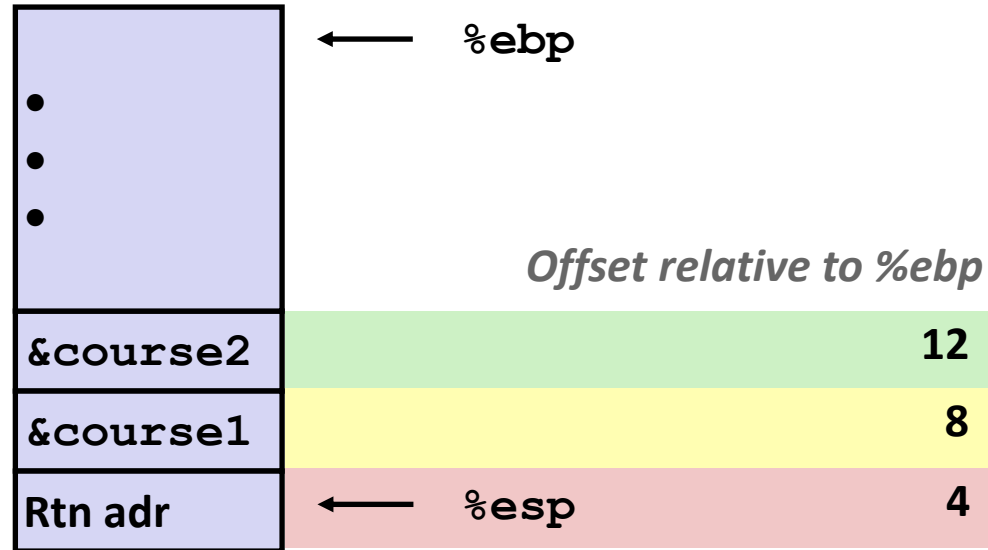 %ebp
•
•
•
Offset relative to %ebp
&course2 12
&course1 8
Rtn adr %esp 4